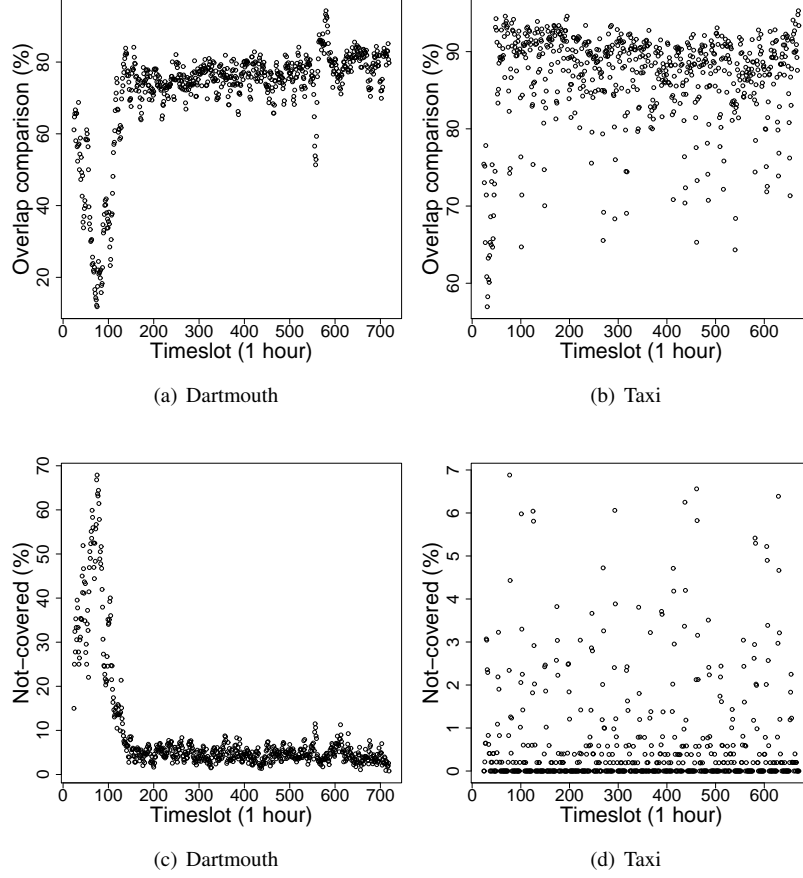 Overlap comparison (%)
20 40 60 80
0 100 200 300 400 500 600 700
Timeslot (1 hour)
(a) Dartmouth
Overlap comparison (%)
60 70 80 90
0 100 200 300 400 500 600
Timeslot (1 hour)
(b) Taxi
Not−covered (%)
0 10 20 30 40 50 60 70
0 100 200 300 400 500 600 700
Timeslot (1 hour)
(c) Dartmouth
Not−covered (%)
0 1 2 3 4 5 6 7
0 100 200 300 400 500 600
Timeslot (1 hour)
(d) Taxi